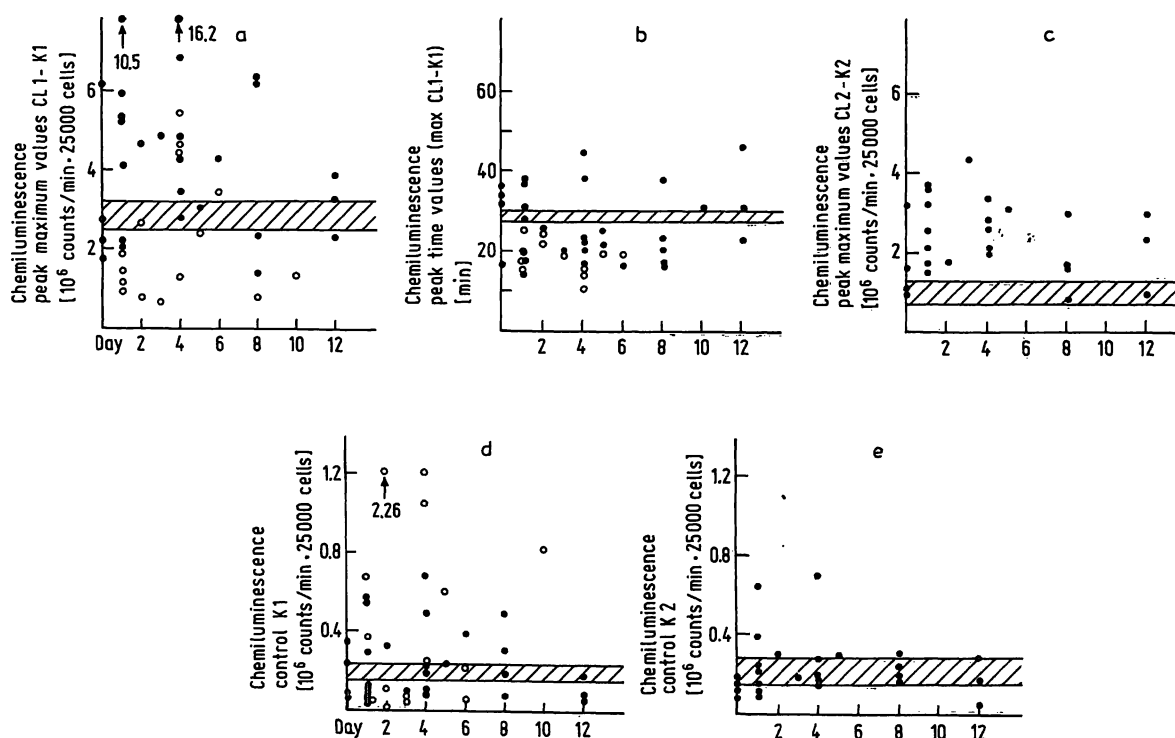 a
Chemiluminescence
peak maximum values CL 1 - K1
[10⁶ counts/min · 25000 cells]
10.5
16.2
6
4
2
Day 2 4 6 8 10 12
b
Chemiluminescence
peak time values (max CL1-K1)
[min]
60
40
20
00
2 4 6 8 10 12
c
Chemiluminescence
peak maximum values CL2-K2
[10⁶ counts/min · 25000 cells]
6
4
2
2 4 6 8 10 12
d
Chemiluminescence
control K1
[10⁶ counts/min · 25000 cells]
1.2
2.26
0.8
0.4
Day 2 4 6 8 10 12
e
Chemiluminescence
control K 2
[10⁶ counts/min · 25000 cells]
1.2
0.8
0.4
2 4 6 8 10 12